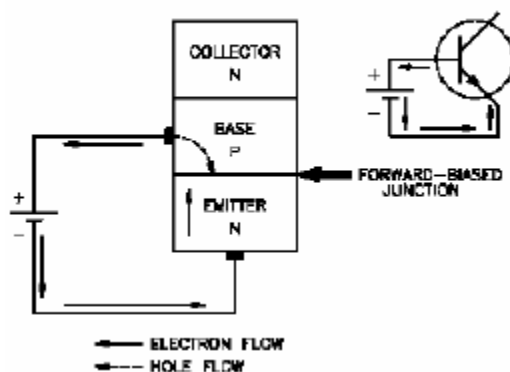 COLLECTOR
N
+
-
BASE
P
FORWARD-BIASED
JUNCTION
EMITTER
N
+
-
ELECTRON FLOW
HOLE FLOW